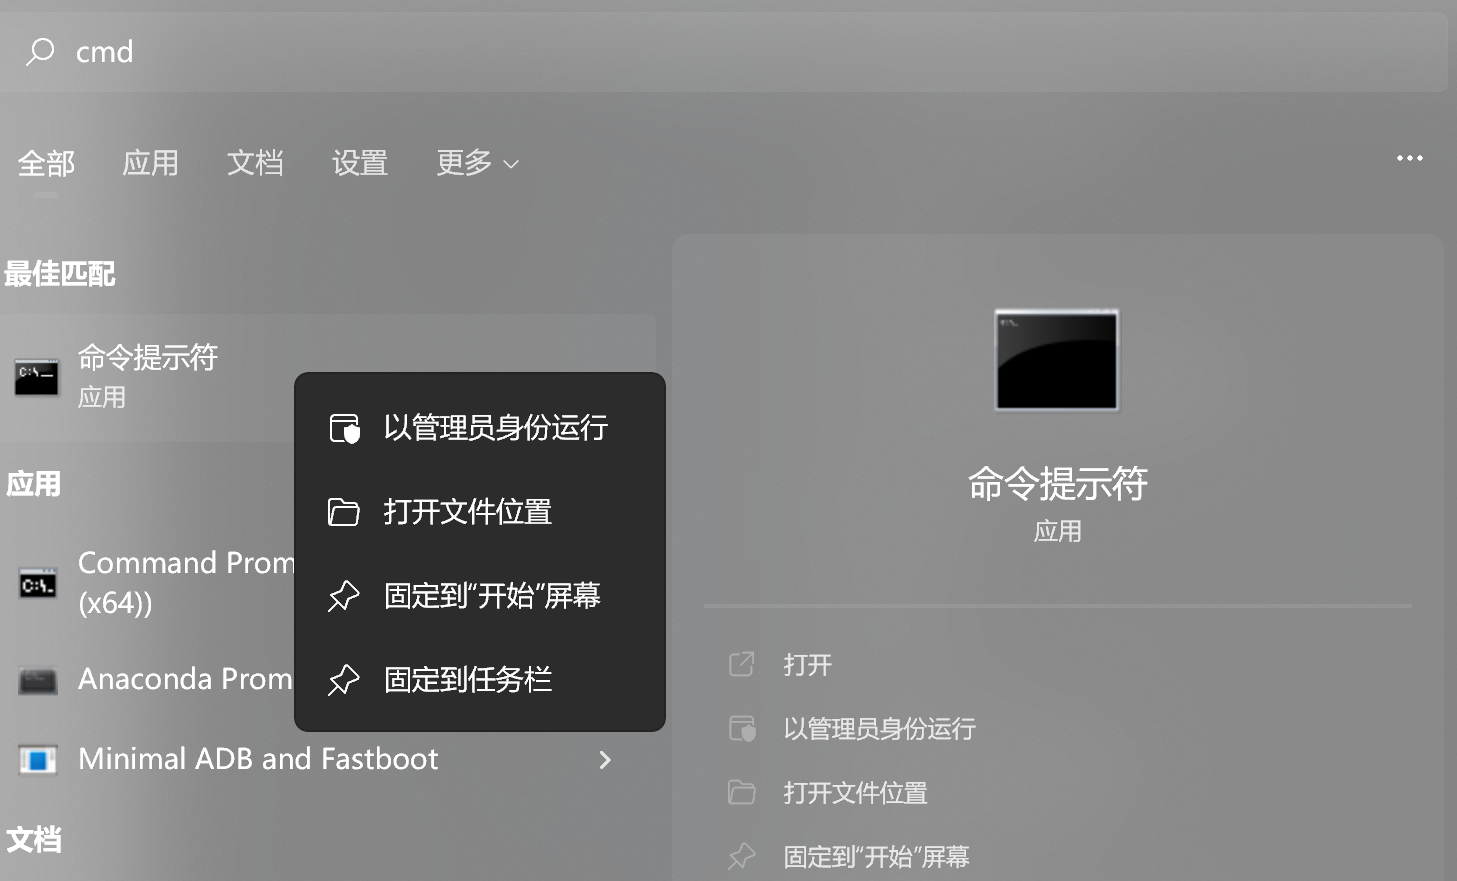 cmd
全部 应用 文档 设置 更多
最佳匹配
命令提示符
应用
以管理员身份运行
打开文件位置
固定到“开始”屏幕
固定到任务栏
应用
Command Prom
(x64))
Anaconda Prom
Minimal ADB and Fastboot
文档
命令提示符
应用
打开
以管理员身份运行
打开文件位置
固定到“开始”屏幕